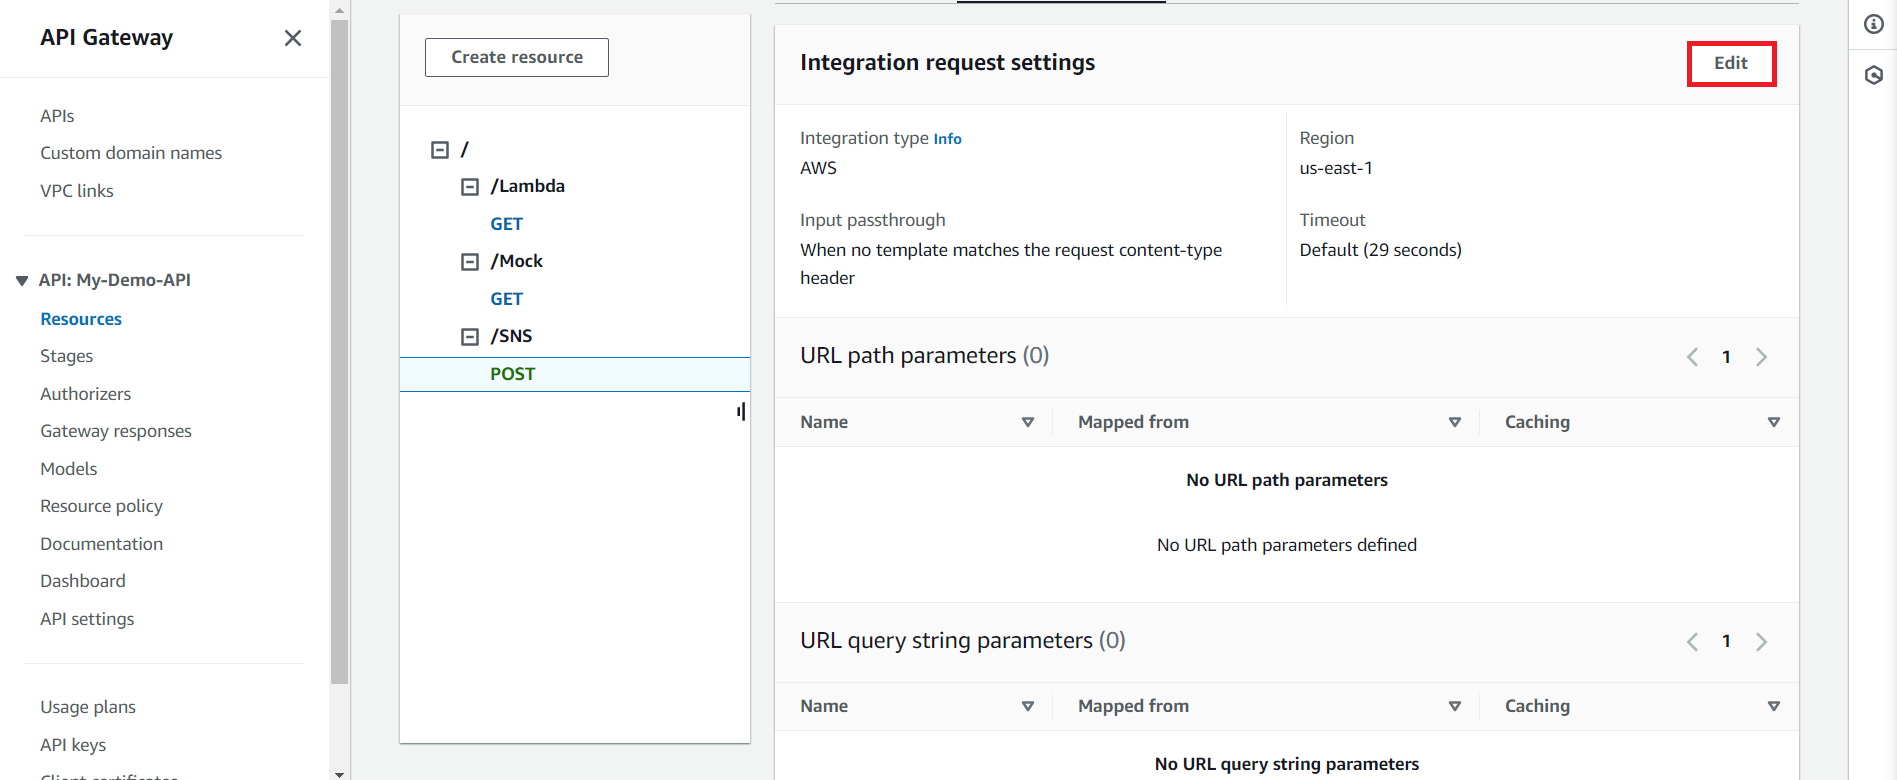 API Gateway
APIs
Custom domain names
VPC links
API: My-Demo-API
Resources
Stages
Authorizers
Gateway responses
Models
Resource policy
Documentation
Dashboard
API settings
Usage plans
API keys
Client certificates
Create resource
/
/Lambda
GET
/Mock
GET
/SNS
POST
Integration request settings
Edit
Integration type Info
AWS
Region
us-east-1
Input passthrough
When no template matches the request content-type
header
Timeout
Default (29 seconds)
URL path parameters (0)
1
Name Mapped from Caching
No URL path parameters
No URL path parameters defined
URL query string parameters (0)
1
Name Mapped from Caching
No URL query string parameters